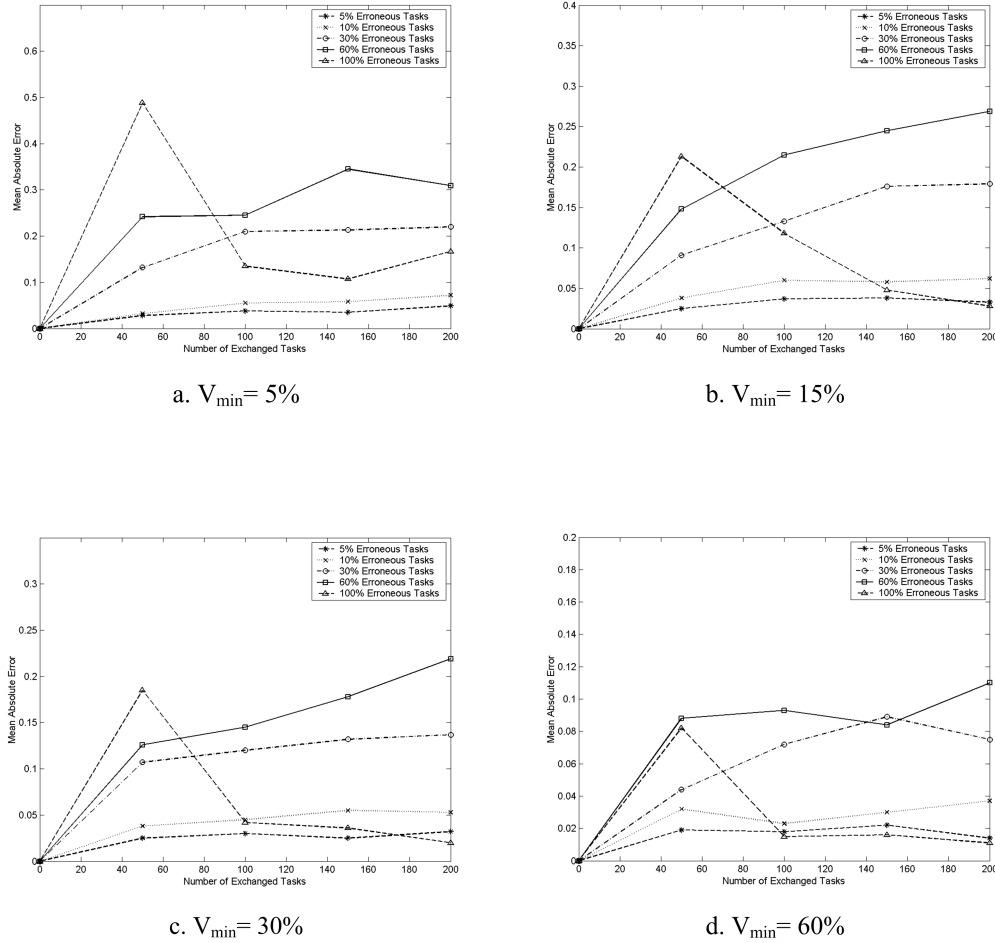 5% Erroneous Tasks
10% Erroneous Tasks
30% Erroneous Tasks
60% Erroneous Tasks
100% Erroneous Tasks
0.6
0.5
0.4
0.3
0.2
0.1
0
Mean Absolute Error
0 20 40 60 80 100 120 140 160 180 200
Number of Exchanged Tasks
a. Vmin= 5%
5% Erroneous Tasks
10% Erroneous Tasks
30% Erroneous Tasks
60% Erroneous Tasks
100% Erroneous Tasks
0.4
0.35
0.3
0.25
0.2
0.15
0.1
0.05
0
Mean Absolute Error
0 20 40 60 80 100 120 140 160 180 200
Number of Exchanged Tasks
b. Vmin= 15%
5% Erroneous Tasks
10% Erroneous Tasks
30% Erroneous Tasks
60% Erroneous Tasks
100% Erroneous Tasks
0.3
0.25
0.2
0.15
0.1
0.05
0
Mean Absolute Error
0 20 40 60 80 100 120 140 160 180 200
Number of Exchanged Tasks
c. Vmin= 30%
5% Erroneous Tasks
10% Erroneous Tasks
30% Erroneous Tasks
60% Erroneous Tasks
100% Erroneous Tasks
0.2
0.18
0.16
0.14
0.12
0.1
0.08
0.06
0.04
0.02
0
Mean Absolute Error
0 20 40 60 80 100 120 140 160 180 200
Number of Exchanged Tasks
d. Vmin= 60%